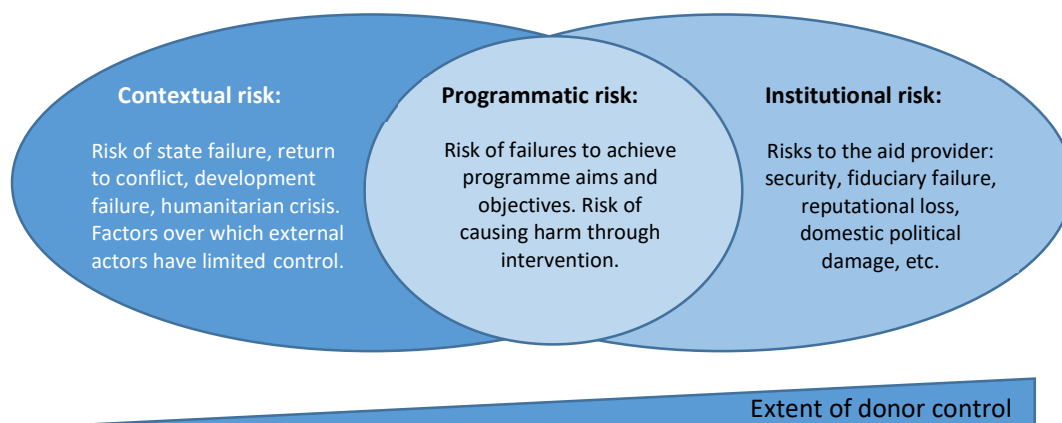 Contextual risk:
Risk of state failure, return
to conflict, development
failure, humanitarian crisis.
Factors over which external
actors have limited control.
Programmatic risk:
Risk of failures to achieve
programme aims and
objectives. Risk of
causing harm through
intervention.
Institutional risk:
Risks to the aid provider:
security, fiduciary failure,
reputational loss,
domestic political
damage, etc.
Extent of donor control